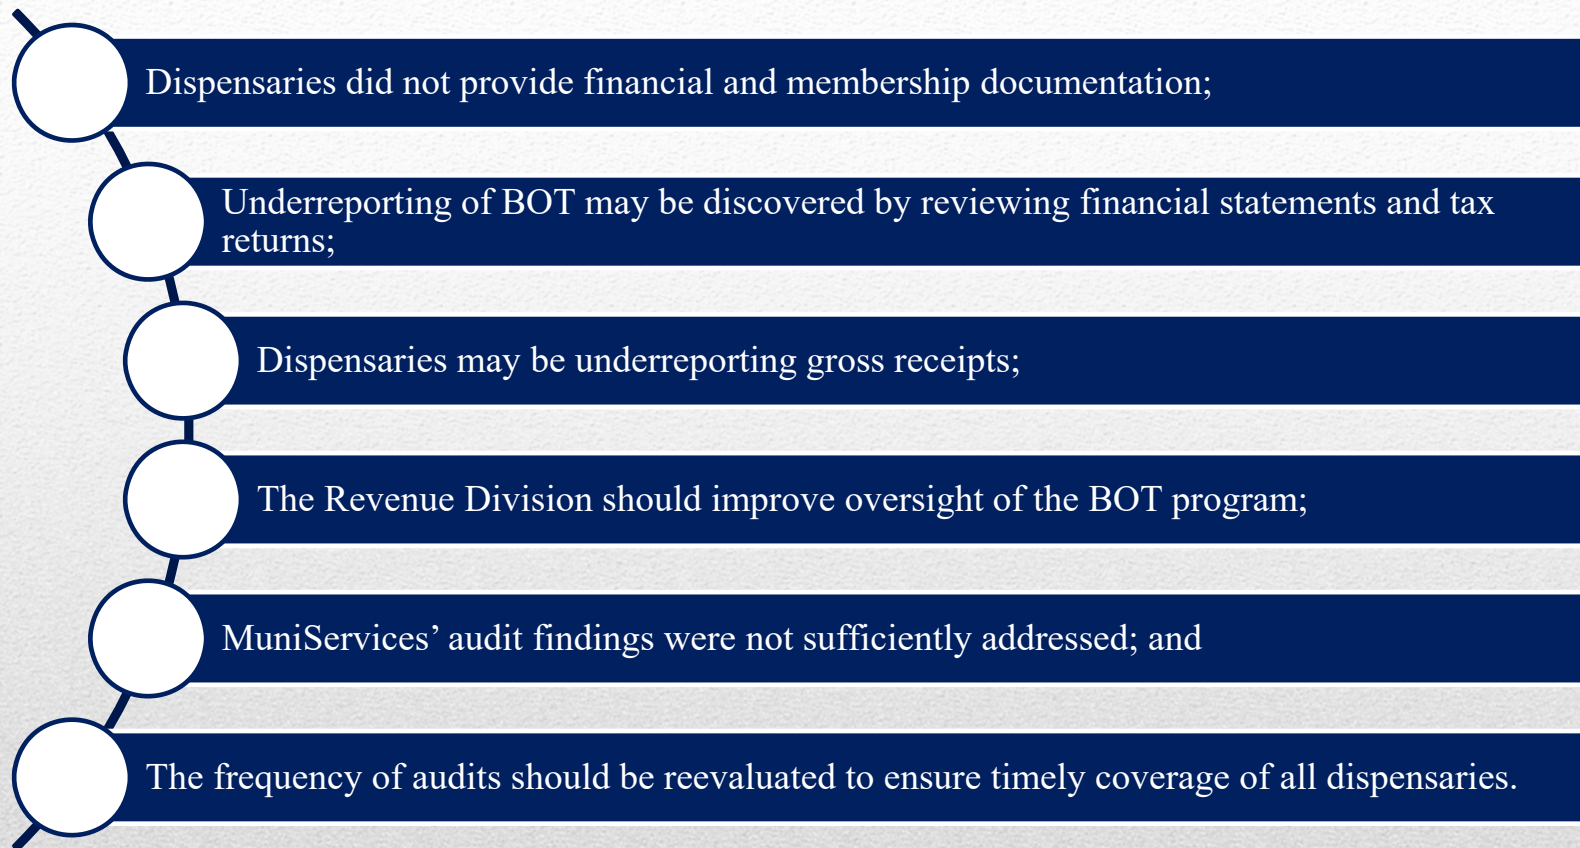 Dispensaries did not provide financial and membership documentation;
Underreporting of BOT may be discovered by reviewing financial statements and tax
returns;
Dispensaries may be underreporting gross receipts;
The Revenue Division should improve oversight of the BOT program;
MuniServices’ audit findings were not sufficiently addressed; and
The frequency of audits should be reevaluated to ensure timely coverage of all dispensaries.